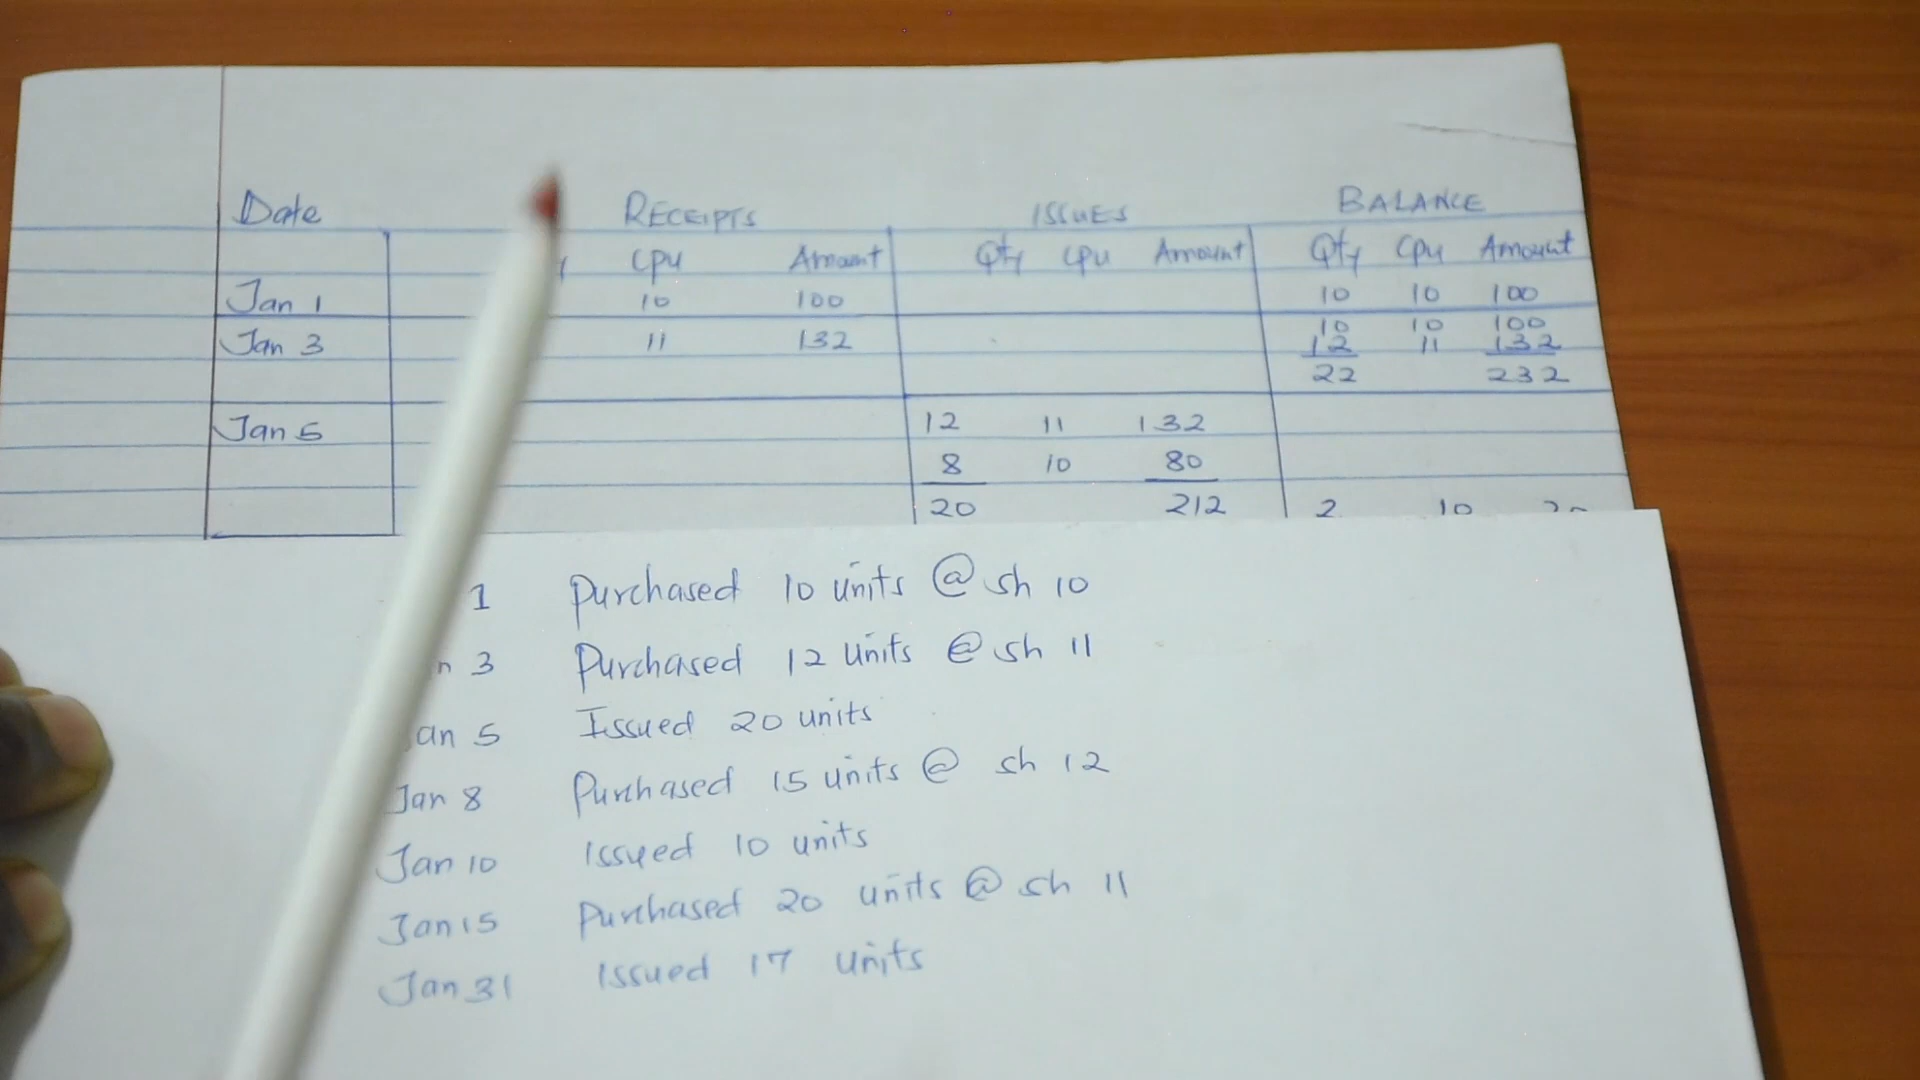 Date RECEIPTS ISSUES BALANCE
Cpu Amount Qty cpu Amount Qty Cpu Amount
Jan 1 10 100 10 10 100
10 10 100
Jan 3 11 132 12 11 132
22 232
Jan 5 12 11 132
8 10 80
20 212 2 10
1 Purchased 10 units @ sh 10
n 3 Purchased 12 units @ sh 11
an 5 Issued 20 units
Jan 8 Purchased 15 units @ sh 12
Jan 10 Issued 10 units
Jan 15 Purchased 20 units @ sh 11
Jan 31 Issued 17 units